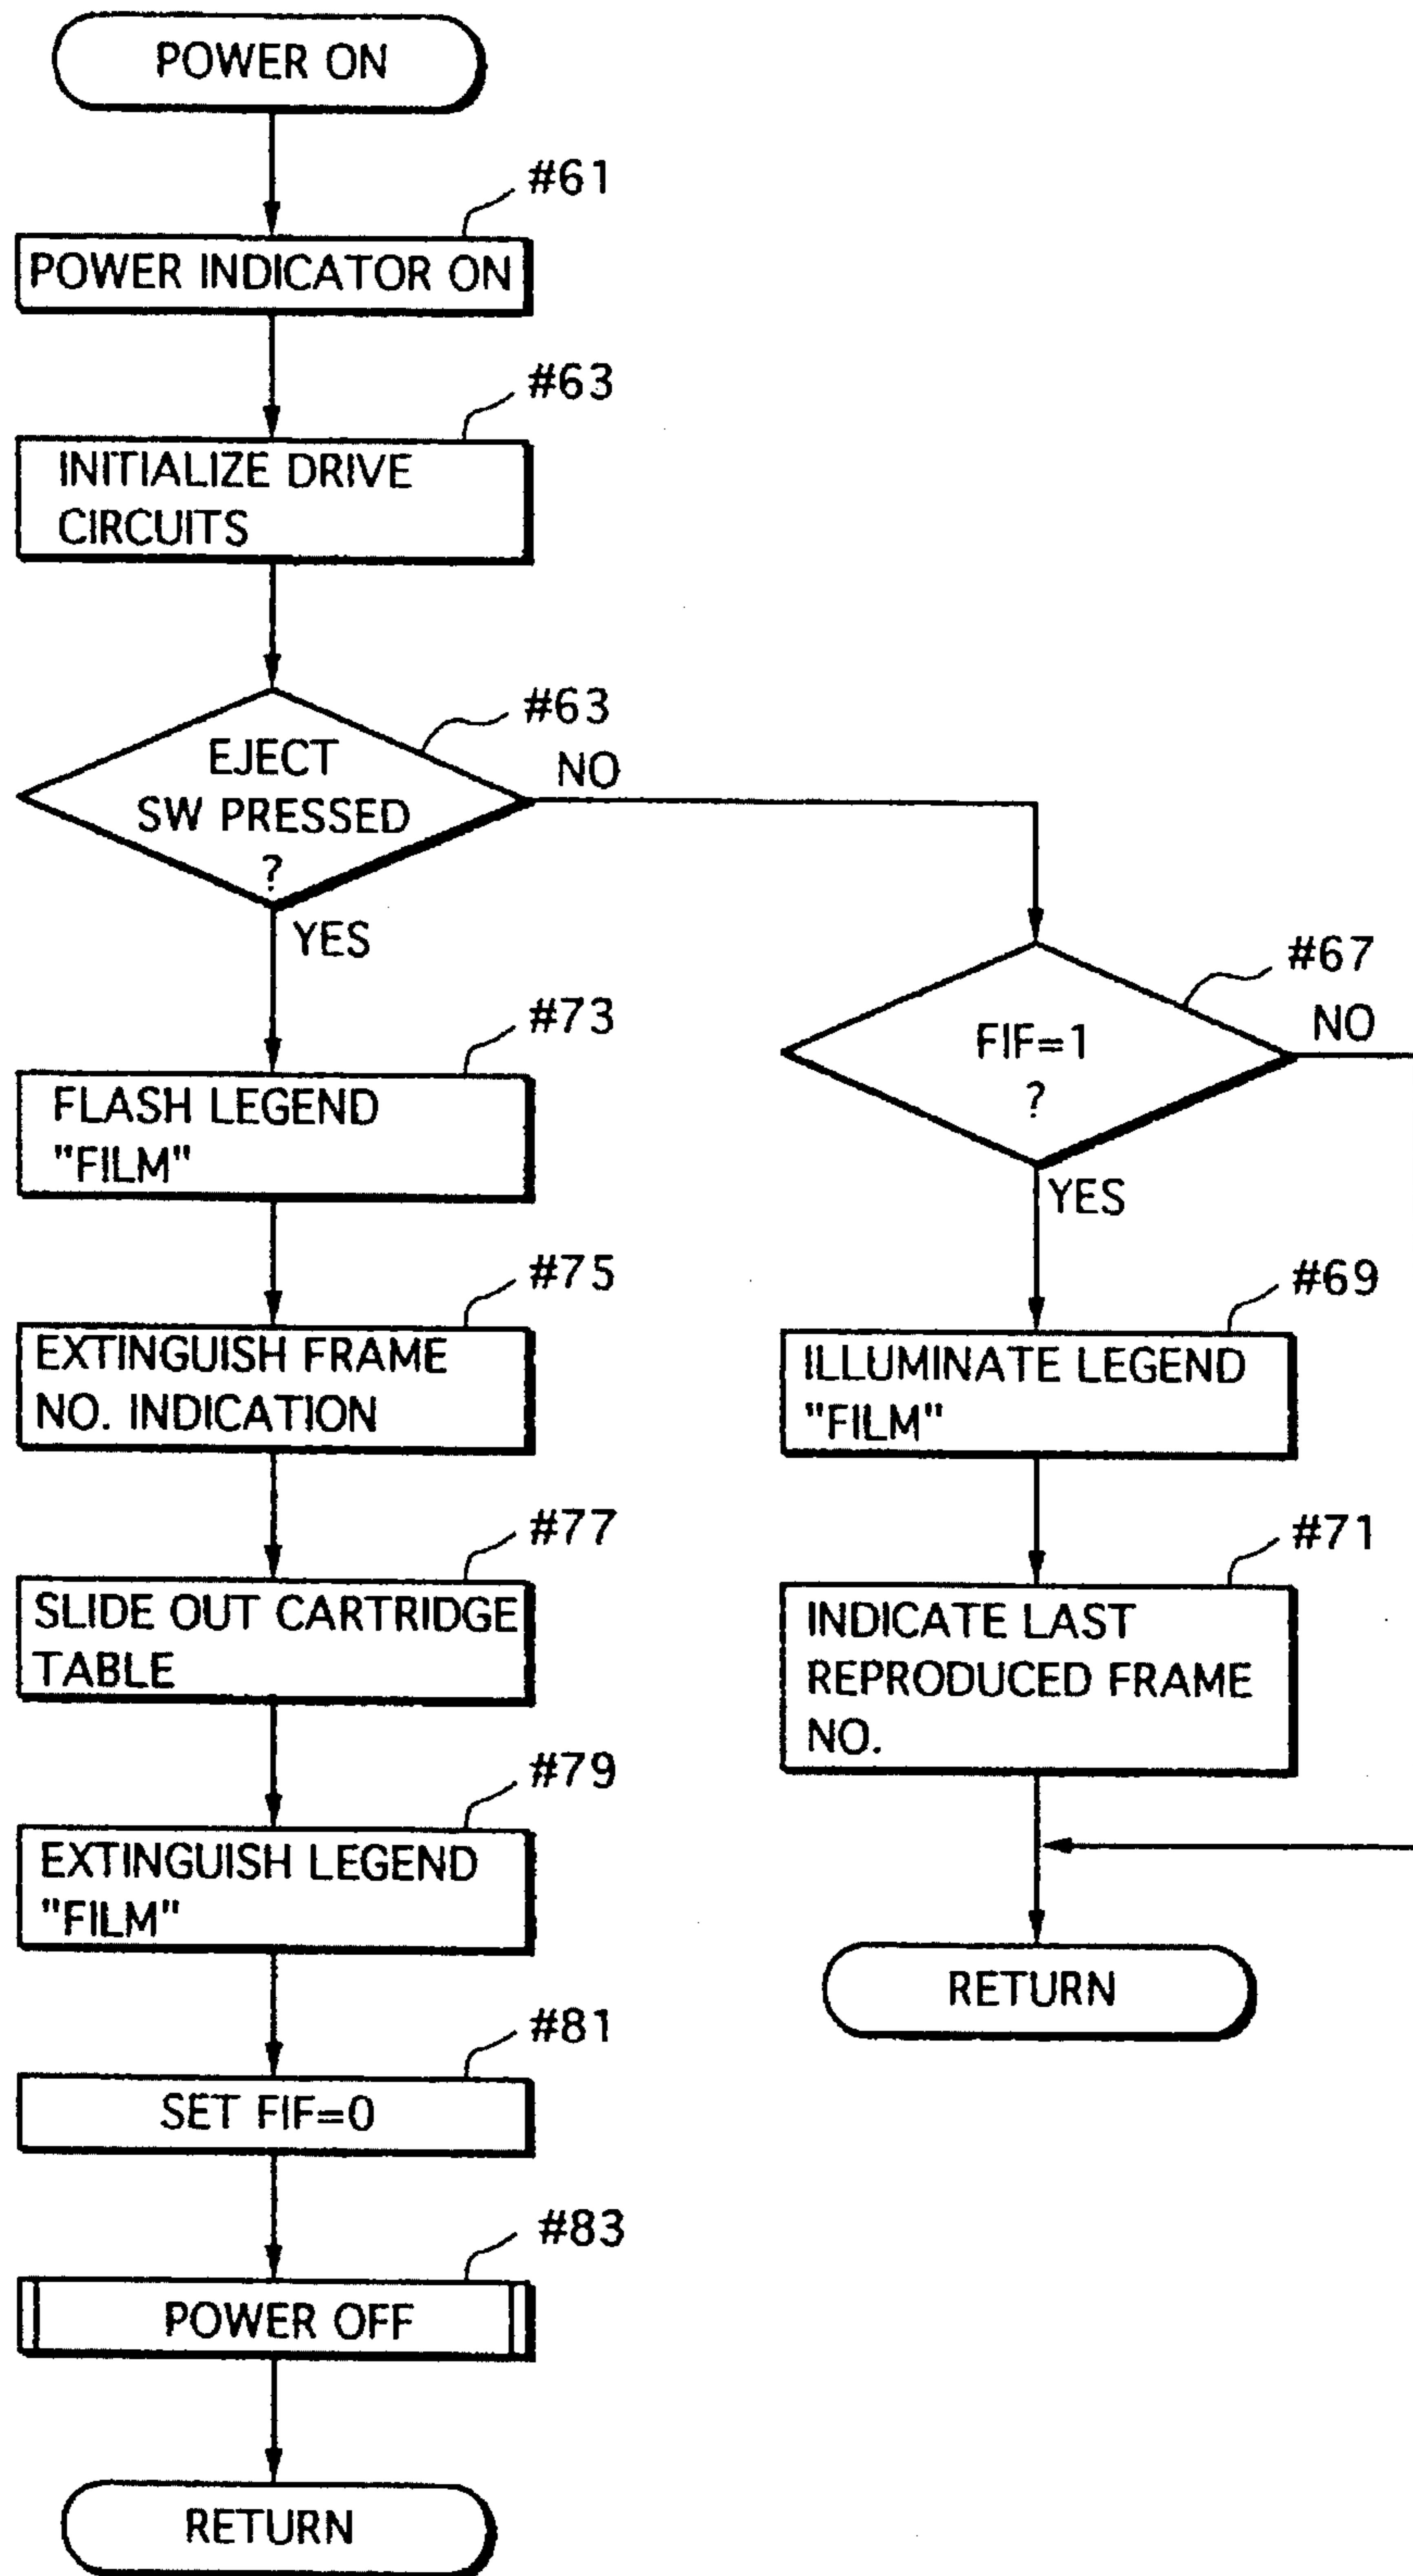 POWER ON
#61
POWER INDICATOR ON
#63
INITIALIZE DRIVE
CIRCUITS
#63
EJECT
SW PRESSED
?
NO
YES
#73
FLASH LEGEND
"FILM"
#75
EXTINGUISH FRAME
NO. INDICATION
#77
SLIDE OUT CARTRIDGE
TABLE
#79
EXTINGUISH LEGEND
"FILM"
#81
SET FIF=0
#83
POWER OFF
RETURN
#67
FIF=1
?
NO
YES
#69
ILLUMINATE LEGEND
"FILM"
#71
INDICATE LAST
REPRODUCED FRAME
NO.
RETURN